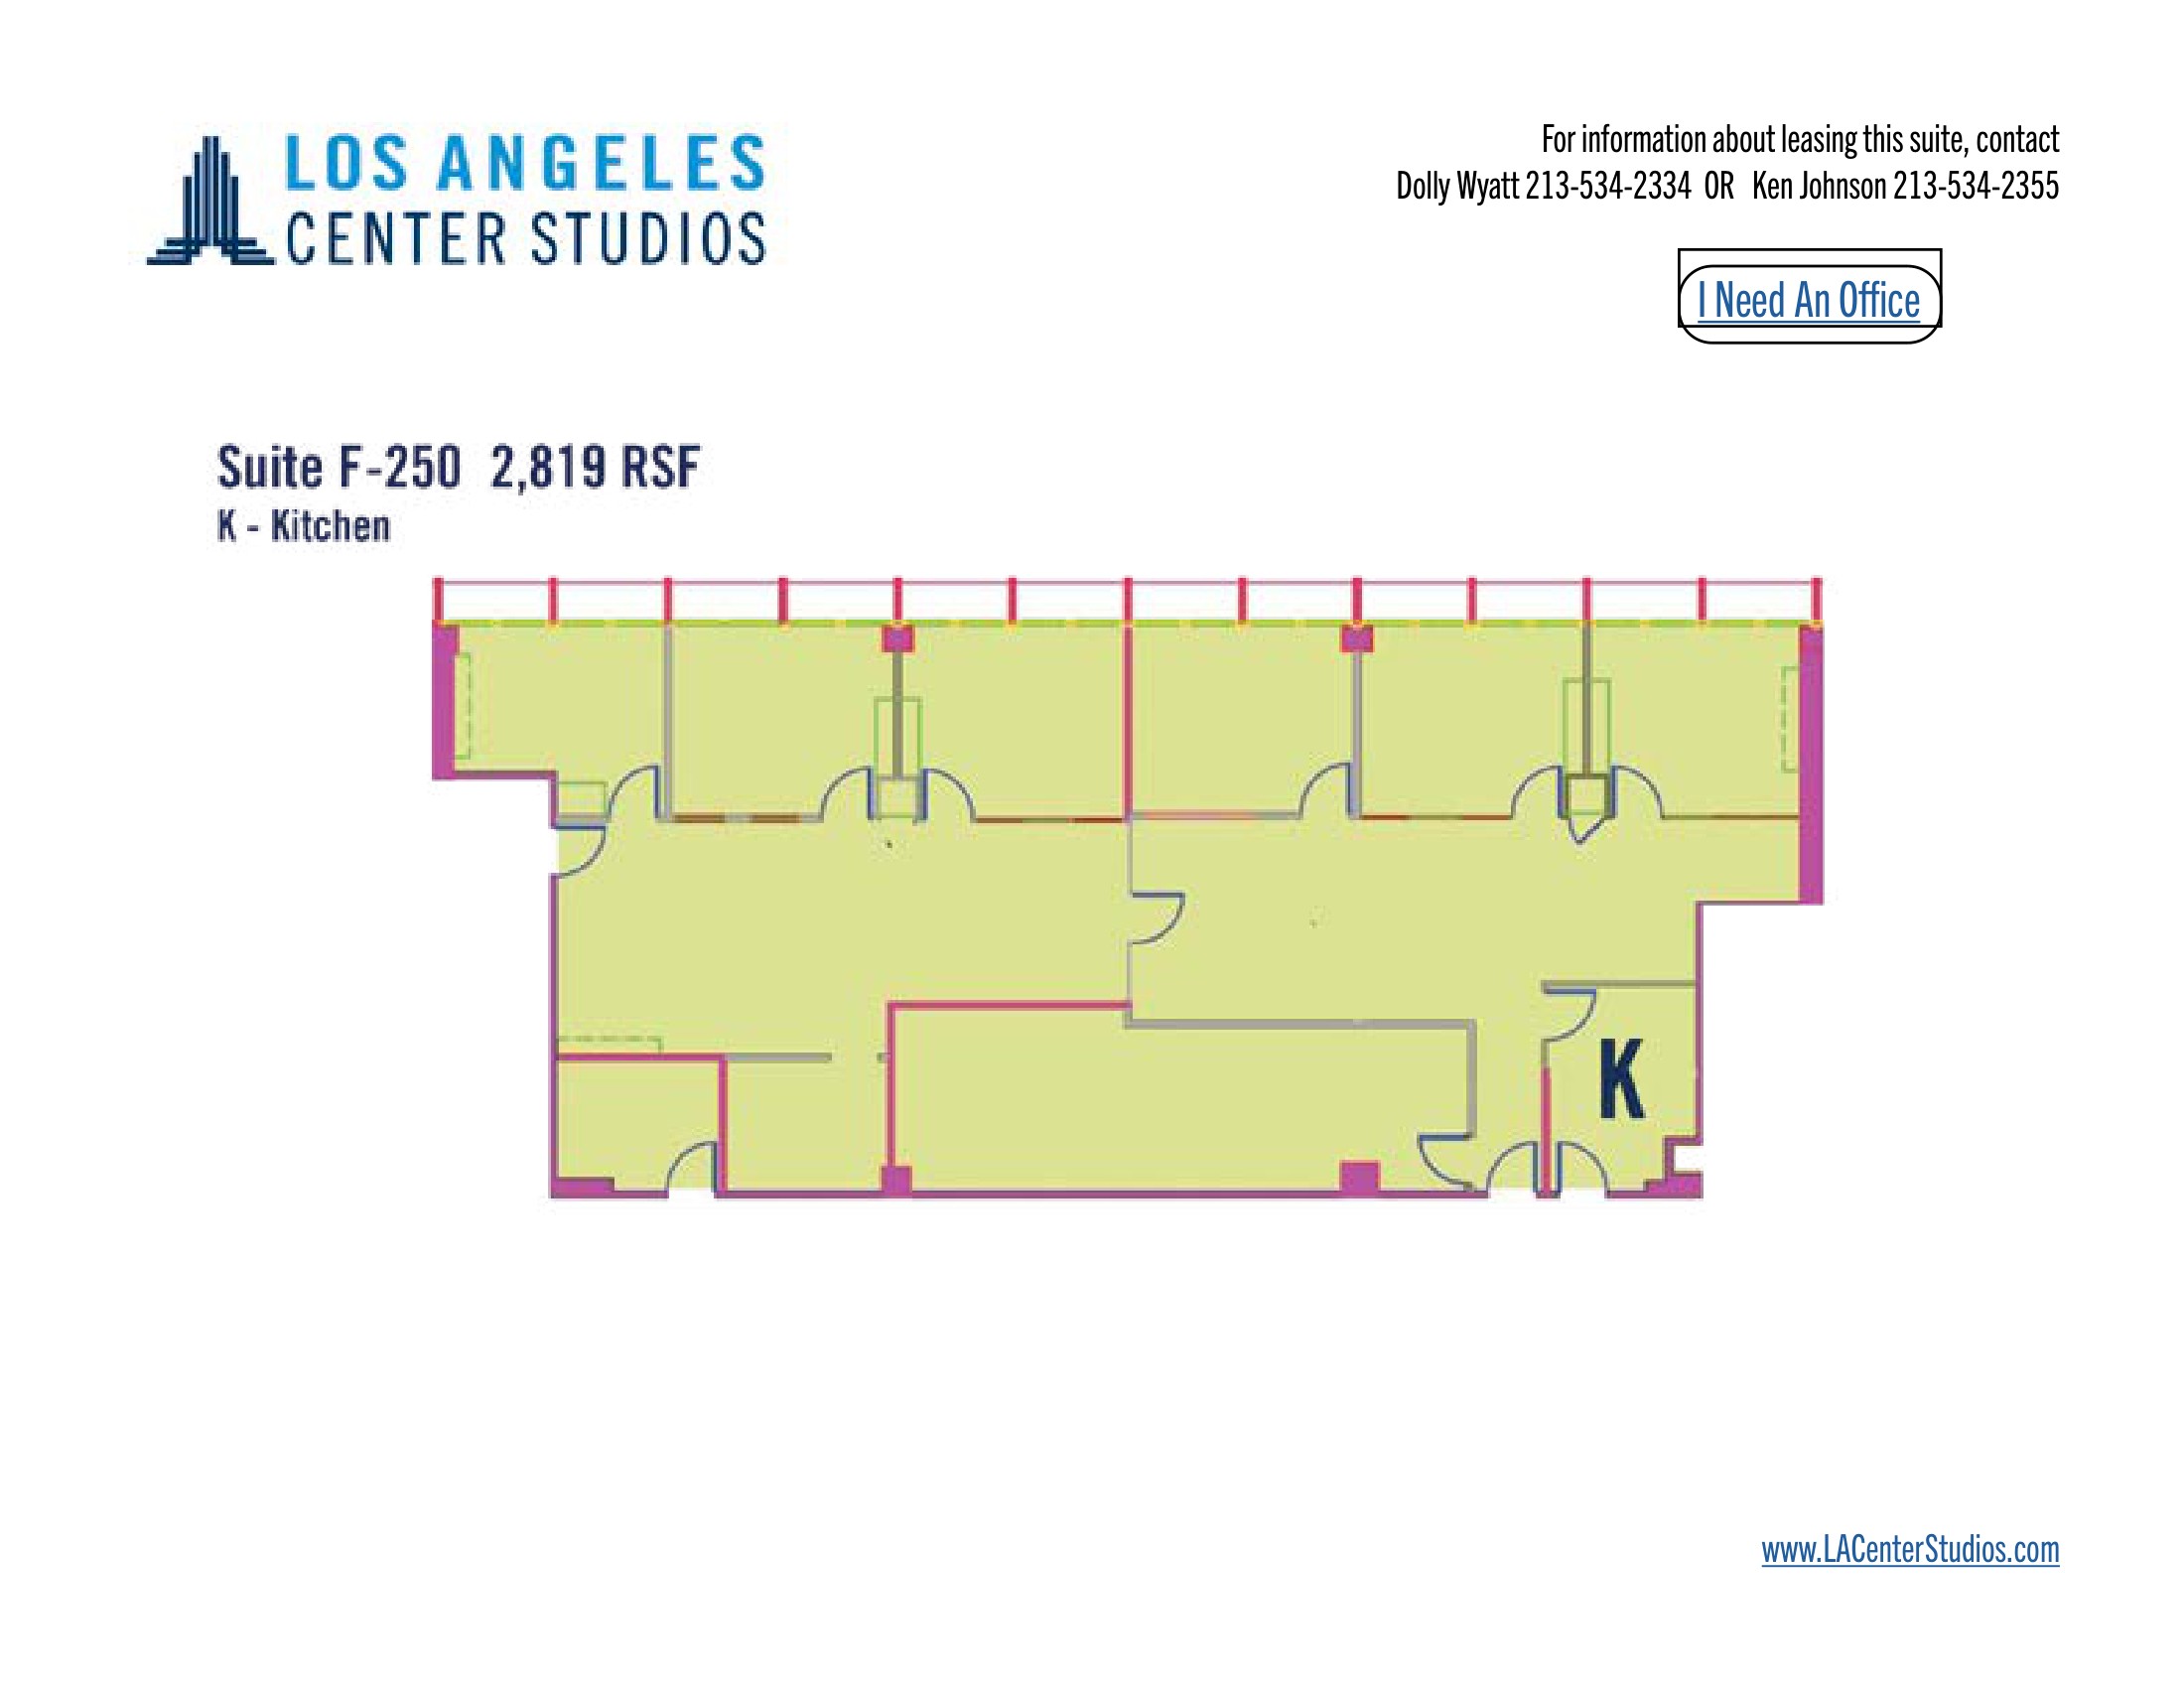 LOS ANGELES
CENTER STUDIOS
For information about leasing this suite, contact
Dolly Wyatt 213-534-2334 OR Ken Johnson 213-534-2355
I Need An Office
Suite F-250 2,819 RSF
K - Kitchen
K
www.LACenterStudios.com